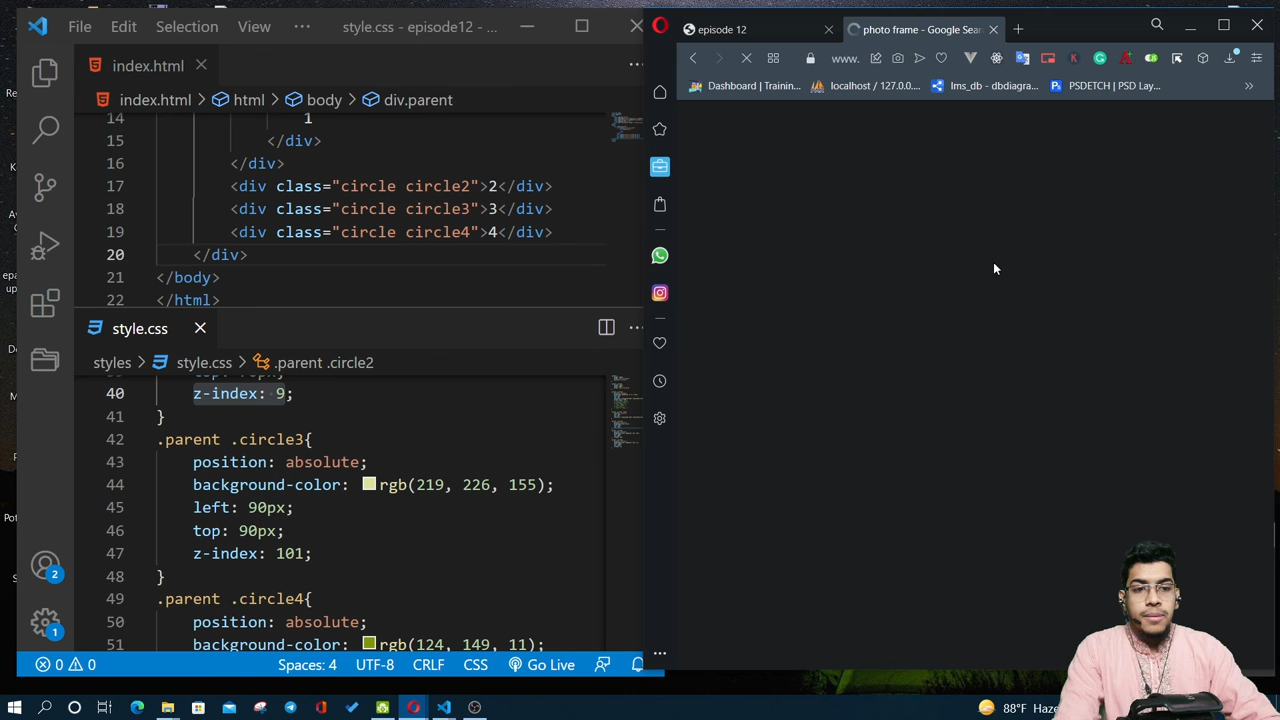 File Edit Selection View ··· style.css - episode12 - ...
index.html
index.html > html > body > div.parent
14 1
15 </div>
16 </div>
17 <div class="circle circle2">2</div>
18 <div class="circle circle3">3</div>
19 <div class="circle circle4">4</div>
20 </div>
21 </body>
22 </html>
style.css
styles > style.css > .parent .circle2
40 z-index: 9;
41 }
42 .parent .circle3{
43 position: absolute;
44 background-color: rgb(219, 226, 155);
45 left: 90px;
46 top: 90px;
47 z-index: 101;
48 }
49 .parent .circle4{
50 position: absolute;
51 background-color: rgb(124, 149, 11);
2
1
0 0 Spaces: 4 UTF-8 CRLF CSS Go Live
episode 12
photo frame - Google Sear
www.
Dashboard | Trainin... localhost / 127.0.0.... lms_db - dbdiagra... PSDETCH | PSD Lay...
88°F Haze